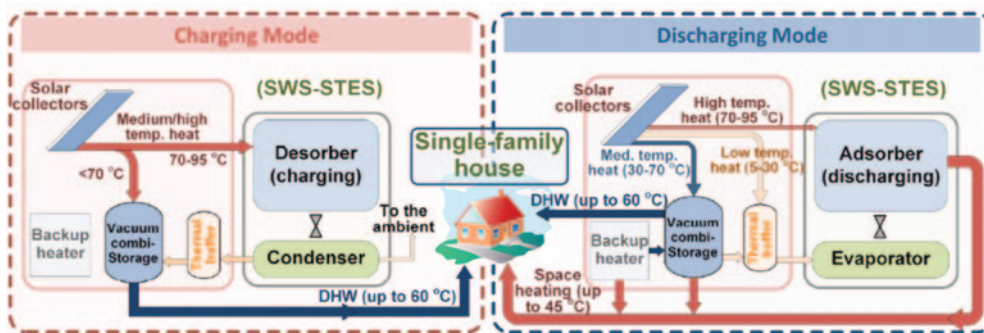 Charging Mode
Solar
collectors
(SWS-STES)
Medium/high
temp. heat
70-95 °C
<70 °C
Desorber
(charging)
Backup
heater
Vacuum
combi-
Storage
Thermal
buffer
Condenser
To the
ambient
DHW (up to 60 °C)
Single-family
house
Discharging Mode
Solar
collectors
(SWS-STES)
High temp.
heat (70-95 °C)
Med. temp.
heat (30-70 °C)
Low temp.
heat (5-30 °C)
Adsorber
(discharging)
DHW (up to 60 °C)
Backup
heater
Vacuum
combi-
Storage
Thermal
buffer
Evaporator
Space
heating (up
to 45 °C)